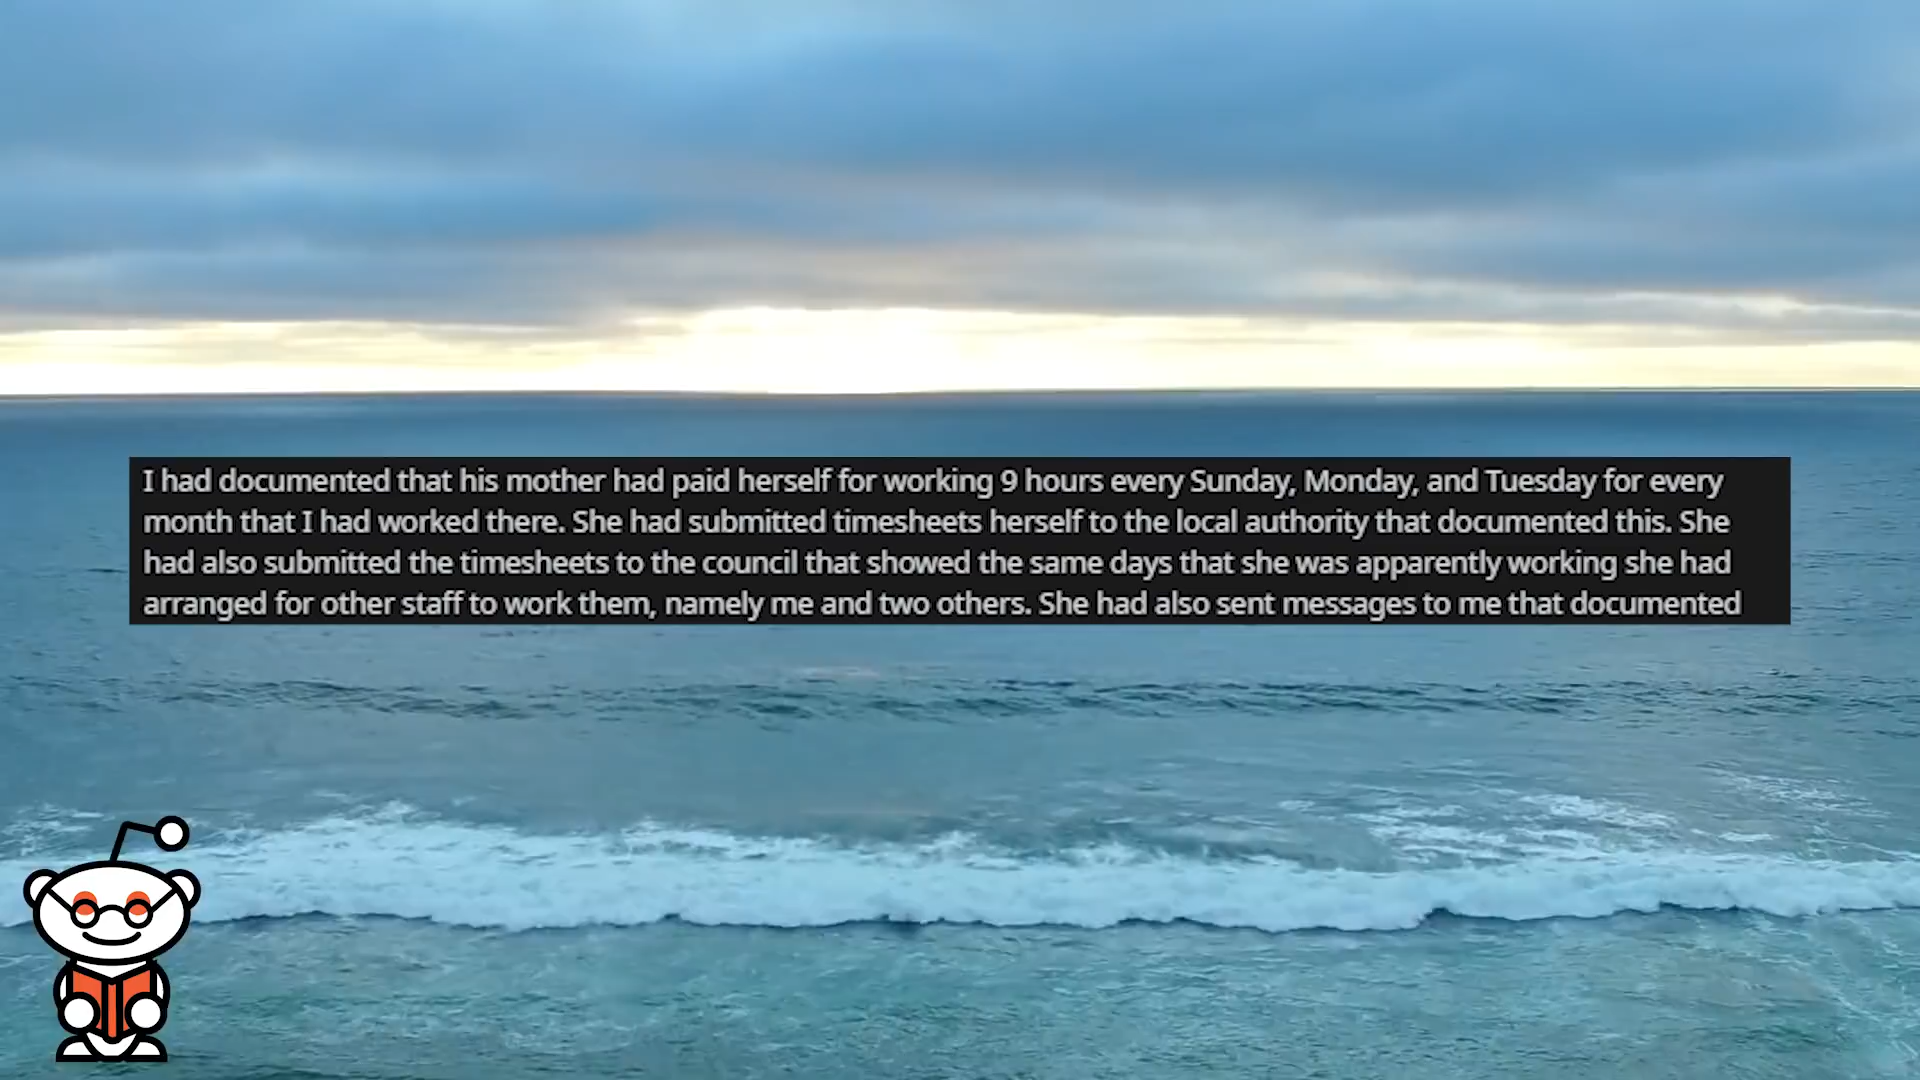 I had documented that his mother had paid herself for working 9 hours every Sunday, Monday, and Tuesday for every
month that I had worked there. She had submitted timesheets herself to the local authority that documented this. She
had also submitted the timesheets to the council that showed the same days that she was apparently working she had
arranged for other staff to work them, namely me and two others. She had also sent messages to me that documented